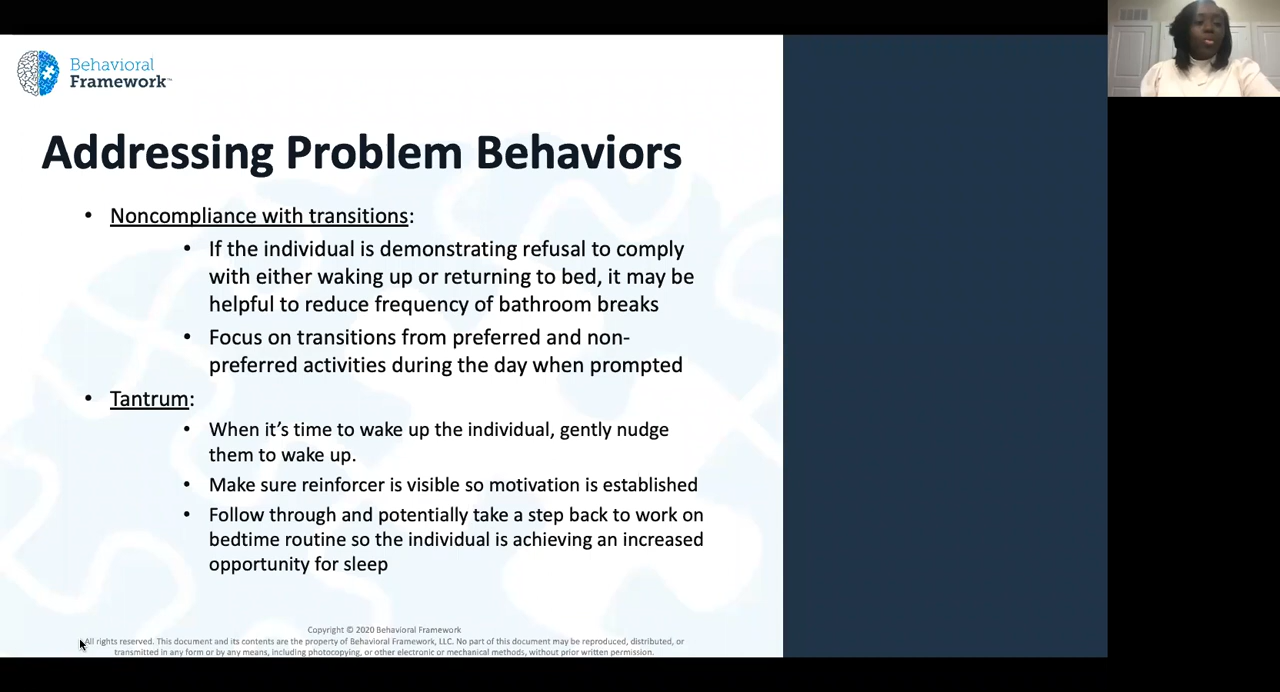 Behavioral
Framework™
Addressing Problem Behaviors
• Noncompliance with transitions:
• If the individual is demonstrating refusal to comply
with either waking up or returning to bed, it may be
helpful to reduce frequency of bathroom breaks
• Focus on transitions from preferred and non-
preferred activities during the day when prompted
• Tantrum:
• When it’s time to wake up the individual, gently nudge
them to wake up.
• Make sure reinforcer is visible so motivation is established
• Follow through and potentially take a step back to work on
bedtime routine so the individual is achieving an increased
opportunity for sleep
Copyright © 2020 Behavioral Framework
All rights reserved. This document and its contents are the property of Behavioral Framework, LLC. No part of this document may be reproduced, distributed, or
transmitted in any form or by any means, including photocopying, or other electronic or mechanical methods, without prior written permission.